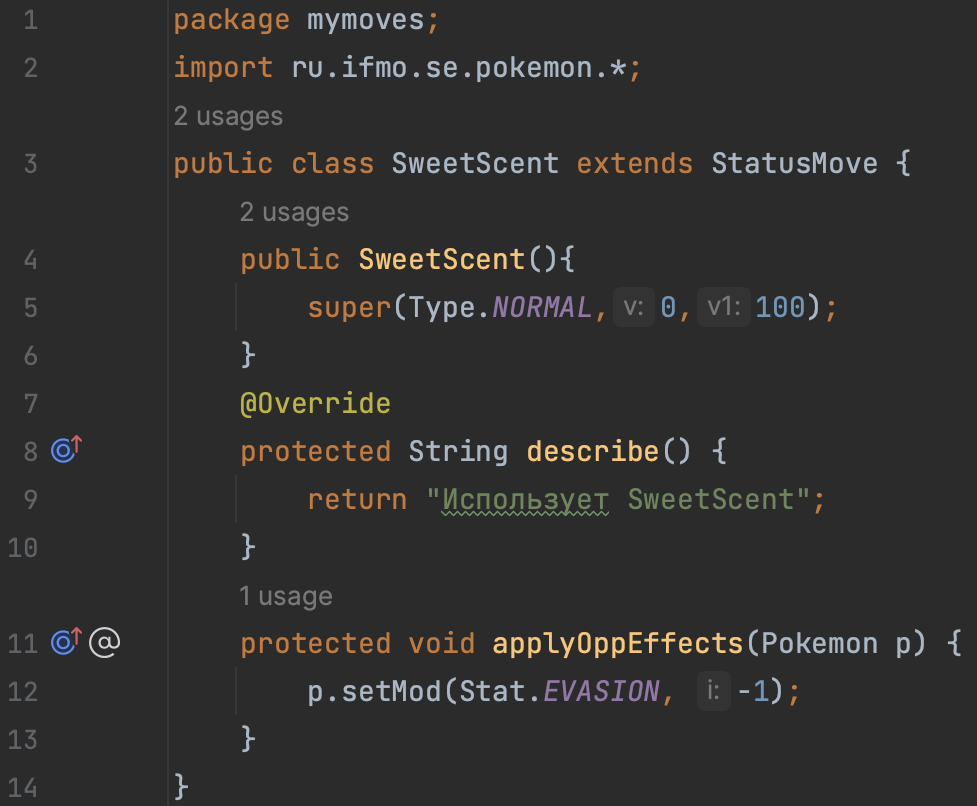 1 package mymoves;
2 import ru.ifmo.se.pokemon.*;
2 usages
3 public class SweetScent extends StatusMove {
2 usages
4 public SweetScent(){
5 super(Type.NORMAL, v: 0, v1: 100);
6 }
7 @Override
8 protected String describe() {
9 return "Использует SweetScent";
10 }
1 usage
11 @ protected void applyOppEffects(Pokemon p) {
12 p.setMod(Stat.EVASION, i: -1);
13 }
14 }